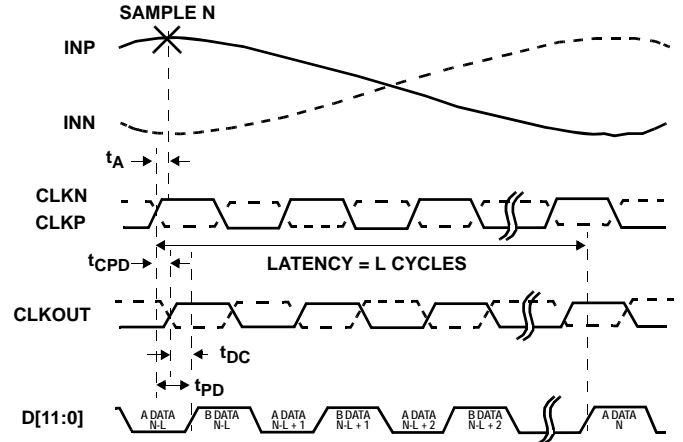 SAMPLE N
INP
INN
tA
CLKN
CLKP
tCPD
LATENCY = L CYCLES
CLKOUT
tDC
tPD
D[11:0]
A DATA
N-L
B DATA
N-L
A DATA
N-L + 1
B DATA
N-L + 1
A DATA
N-L + 2
B DATA
N-L + 2
A DATA
N